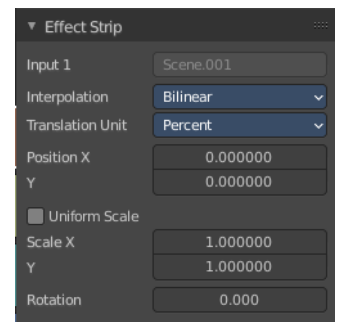 Effect Strip
Input 1 Scene.001
Interpolation Bilinear
Translation Unit Percent
Position X 0.000000
Y 0.000000
Uniform Scale
Scale X 1.000000
Y 1.000000
Rotation 0.000